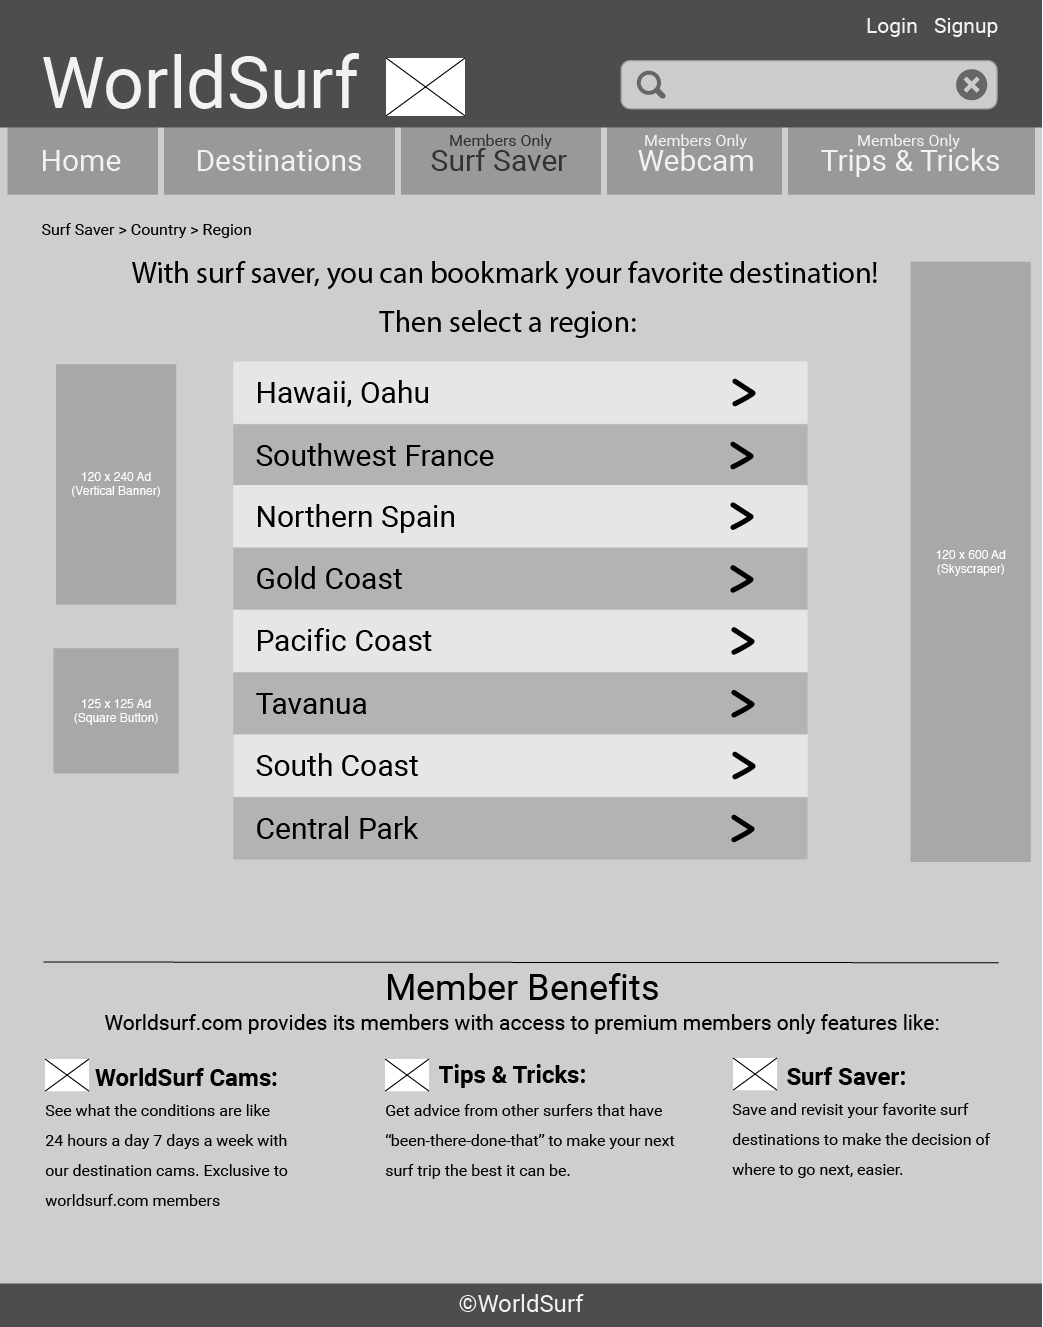 Login Signup
WorldSurf
Home
Destinations
Members Only
Surf Saver
Members Only
Webcam
Members Only
Trips & Tricks
Surf Saver > Country > Region
With surf saver, you can bookmark your favorite destination!
Then select a region:
Hawaii, Oahu >
Southwest France >
Northern Spain >
Gold Coast >
Pacific Coast >
Tavanua >
South Coast >
Central Park >
120 x 240 Ad
(Vertical Banner)
125 x 125 Ad
(Square Button)
120 x 600 Ad
(Skyscraper)
Member Benefits
Worldsurf.com provides its members with access to premium members only features like:
WorldSurf Cams:
See what the conditions are like
24 hours a day 7 days a week with
our destination cams. Exclusive to
worldsurf.com members
Tips & Tricks:
Get advice from other surfers that have
“been-there-done-that” to make your next
surf trip the best it can be.
Surf Saver:
Save and revisit your favorite surf
destinations to make the decision of
where to go next, easier.
©WorldSurf